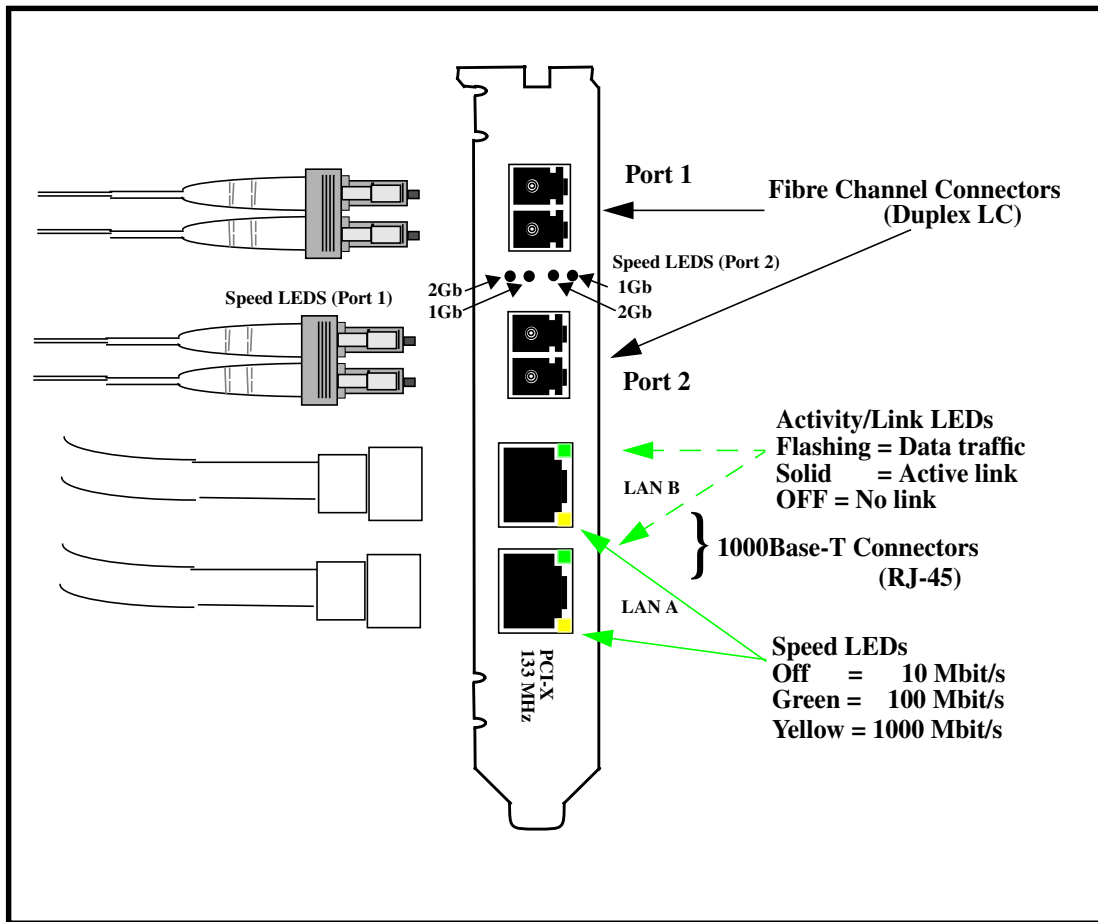 Port 1
Fibre Channel Connectors
(Duplex LC)
Speed LEDS (Port 2)
2Gb
1Gb
1Gb
2Gb
Speed LEDS (Port 1)
Port 2
Activity/Link LEDs
Flashing = Data traffic
Solid = Active link
OFF = No link
LAN B
1000Base-T Connectors
(RJ-45)
LAN A
PCI-X
133 MHz
Speed LEDs
Off = 10 Mbit/s
Green = 100 Mbit/s
Yellow = 1000 Mbit/s